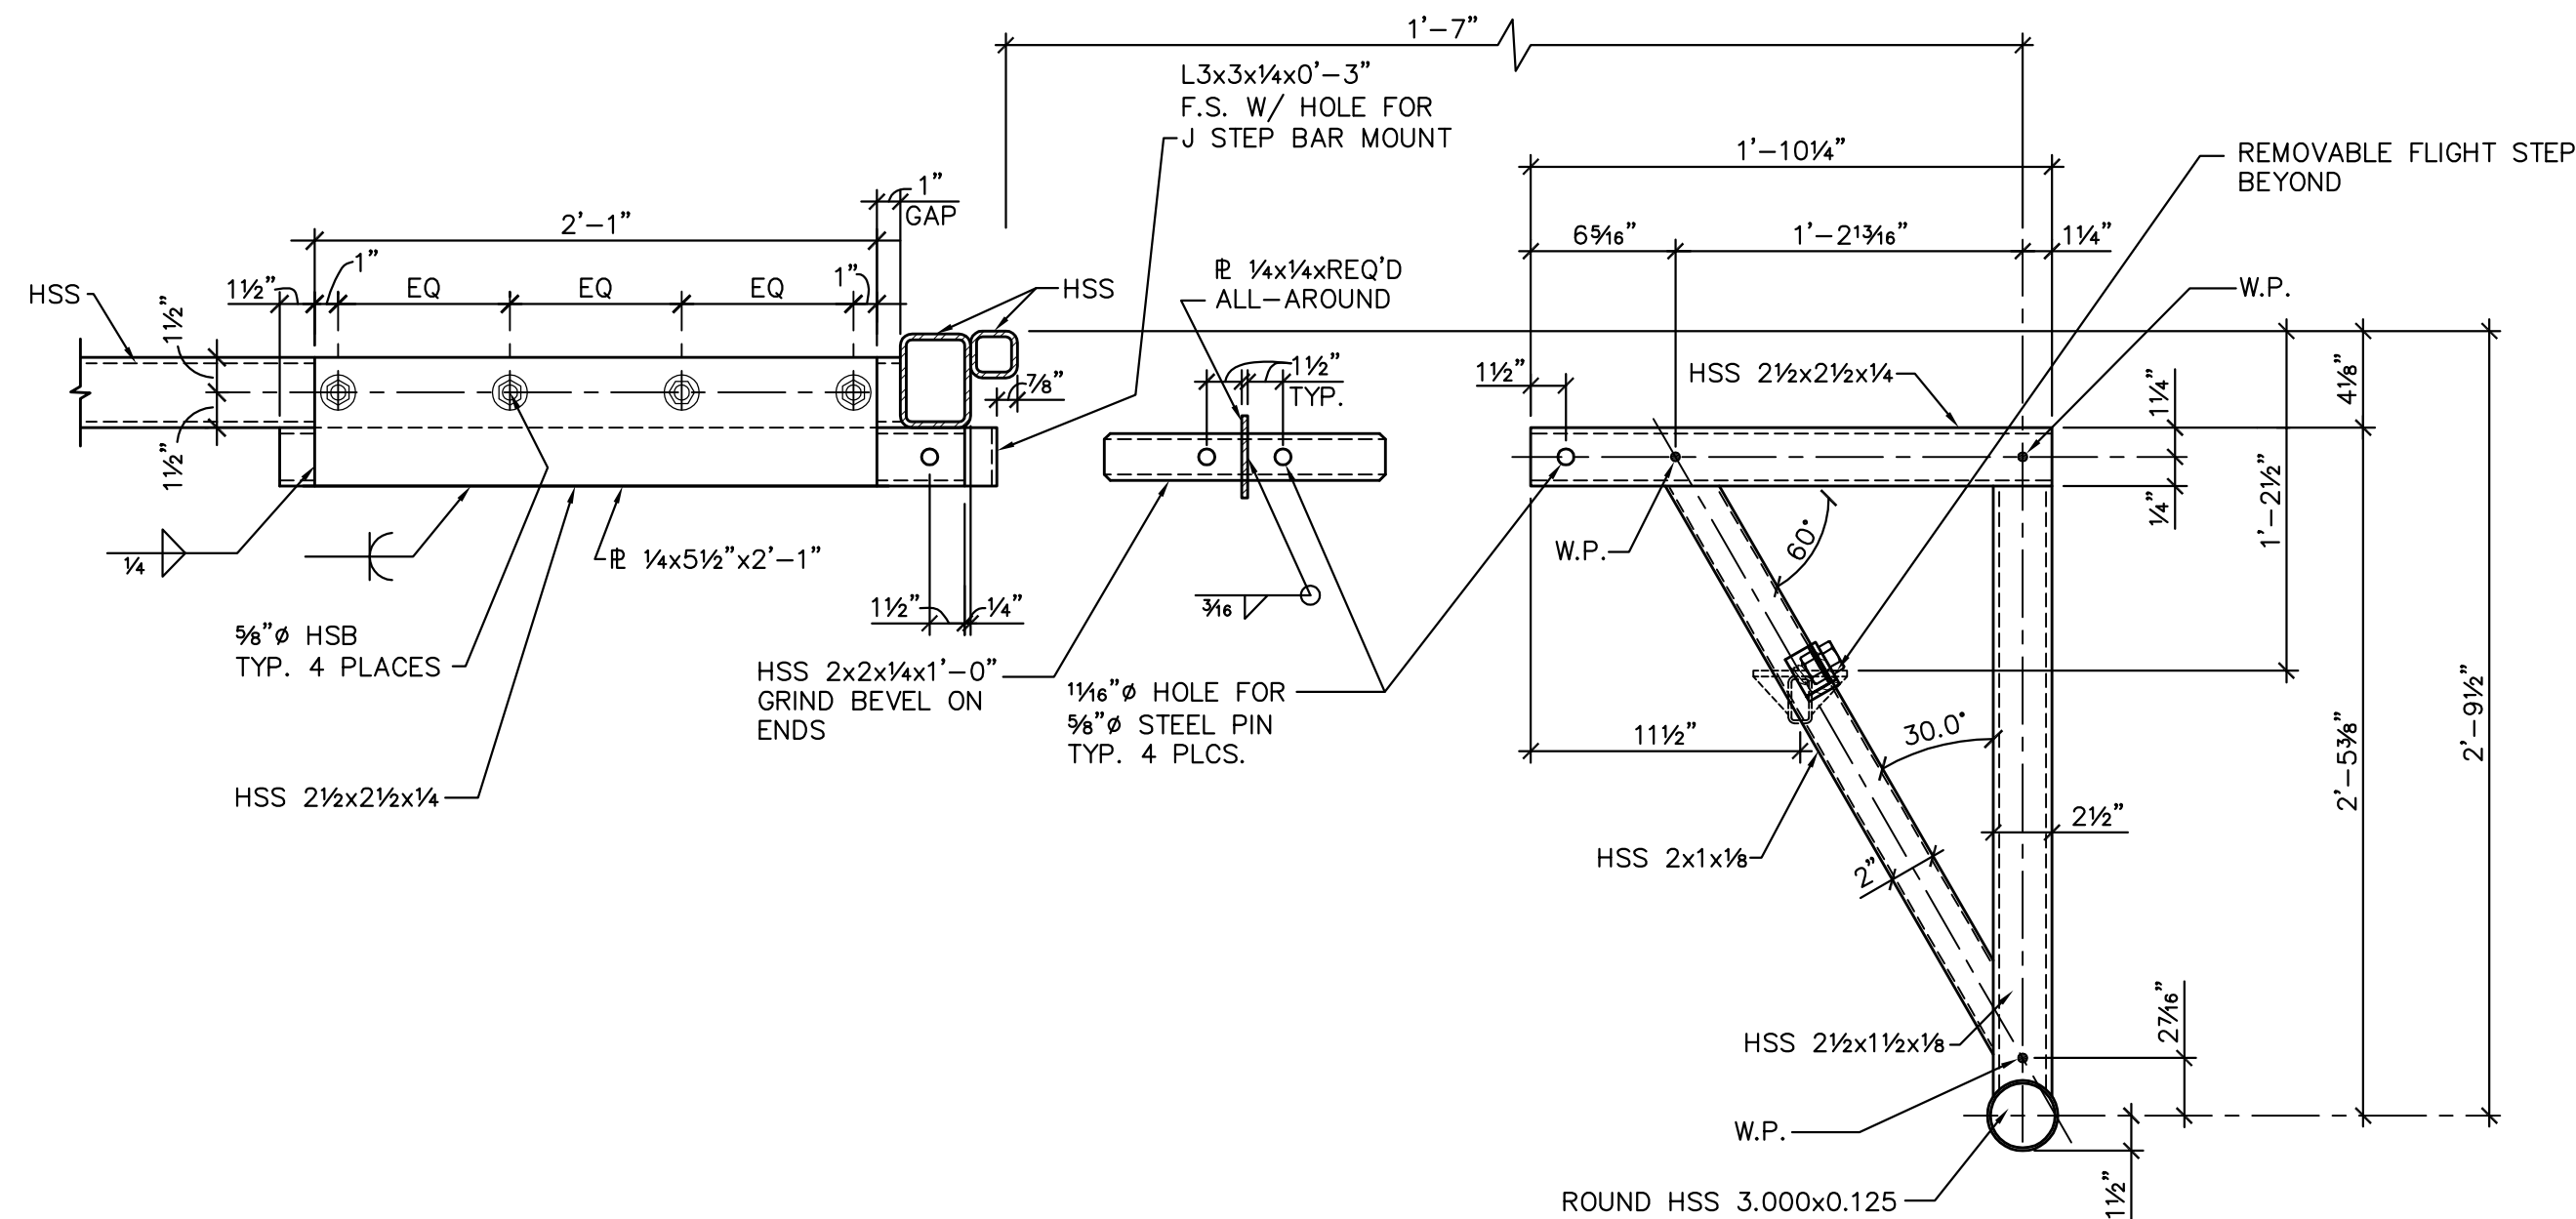 1'-7"
L3x3x¼x0'-3"
F.S. W/ HOLE FOR
J STEP BAR MOUNT
1'-10¼"
REMOVABLE FLIGHT STEP
BEYOND
1"
GAP
2'-1"
6⁵⁄₁₆"
1'-2¹³⁄₁₆"
1¼"
HSS
1½"
1"
EQ
EQ
EQ
1"
℄ ¼x¼xREQ'D
ALL-AROUND
HSS
W.P.
1½"
1½"
⅞"
1½"
TYP.
1½"
HSS 2½x2½x¼
1¼"
4⅛"
¼"
1'-2½"
¼
℄ ¼x5½"x2'-1"
W.P.
60°
1½"
¼"
³⁄₁₆
⅝"ø HSB
TYP. 4 PLACES
HSS 2x2x¼x1'-0"
GRIND BEVEL ON
ENDS
¹¹⁄₁₆"ø HOLE FOR
⅝"ø STEEL PIN
TYP. 4 PLCS.
11½"
30.0°
2'-5⅜"
2'-9½"
HSS 2½x2½x¼
2½"
HSS 2x1x⅛
2"
HSS 2½x1½x⅛
2⁷⁄₁₆"
W.P.
1½"
ROUND HSS 3.000x0.125